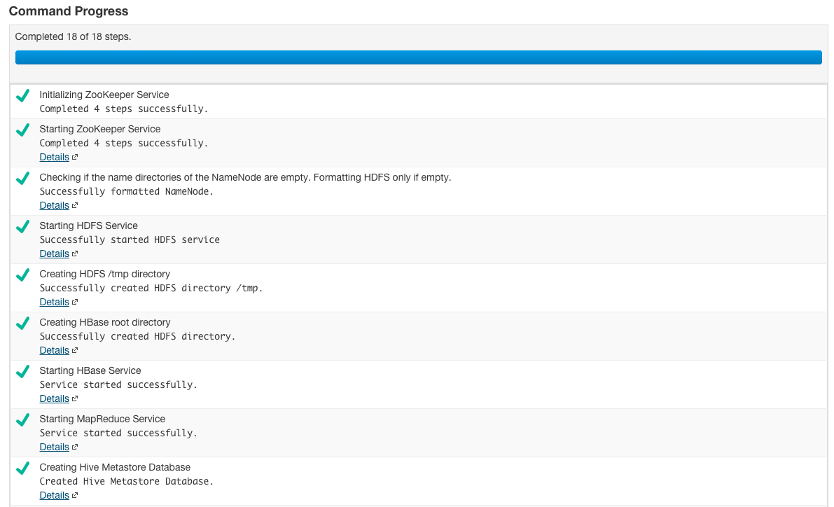 Command Progress
Completed 18 of 18 steps.
Initializing ZooKeeper Service
Completed 4 steps successfully.
Starting ZooKeeper Service
Completed 4 steps successfully.
Details
Checking if the name directories of the NameNode are empty. Formatting HDFS only if empty.
Successfully formatted NameNode.
Details
Starting HDFS Service
Successfully started HDFS service
Details
Creating HDFS /tmp directory
Successfully created HDFS directory /tmp.
Details
Creating HBase root directory
Successfully created HDFS directory.
Details
Starting HBase Service
Service started successfully.
Details
Starting MapReduce Service
Service started successfully.
Details
Creating Hive Metastore Database
Created Hive Metastore Database.
Details